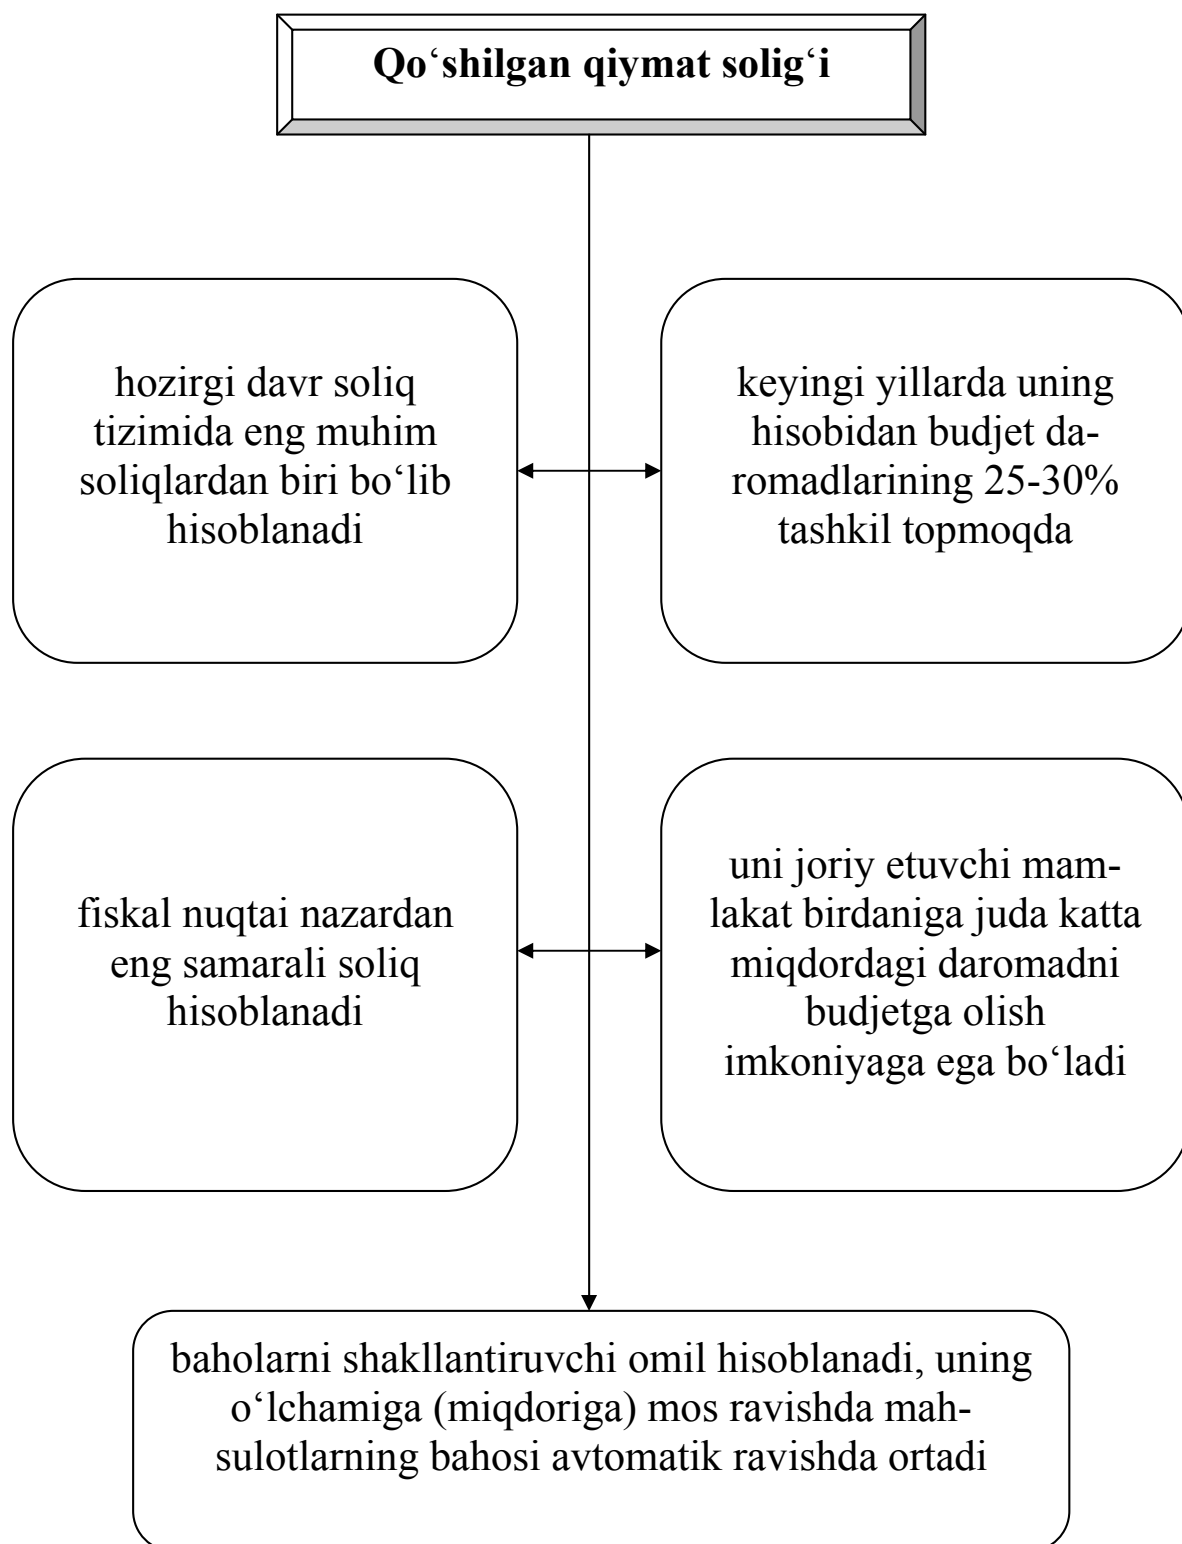 Qo‘shilgan qiymat solig‘i
hozirgi davr soliq
tizimida eng muhim
soliqlardan biri bo‘lib
hisoblanadi
keyingi yillarda uning
hisobidan budjet da-
romadlarining 25-30%
tashkil topmoqda
fiskal nuqtai nazardan
eng samarali soliq
hisoblanadi
uni joriy etuvchi mam-
lakat birdaniga juda katta
miqdordagi daromadni
budjetga olish
imkoniyaga ega bo‘ladi
baholarni shakllantiruvchi omil hisoblanadi, uning
o‘lchamiga (miqdoriga) mos ravishda mah-
sulotlarning bahosi avtomatik ravishda ortadi